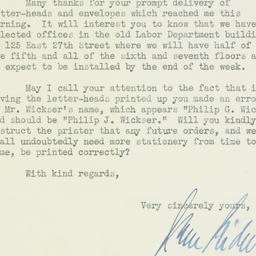 Many thanks for your prompt delivery of
tter-heads and envelopes which reached me this
rning. It will interest you to know that we have
lected offices in the old Labor Department buildi
125 East 27th Street where we will have half of
e fifth and all of the sixth and seventh floors a
expect to be installed by the end of the week.
May I call your attention to the fact that i
ving the letter-heads printed up you made an erro
Mr. Wickser's name, which appears "Philip G. Wic
d should be "Philip J. Wickser." Will you kindly
struct the printer that any future orders, and we
all undoubtedly need more stationery from time to
me, be printed correctly?
With kind regards,
Very sincerely yours,